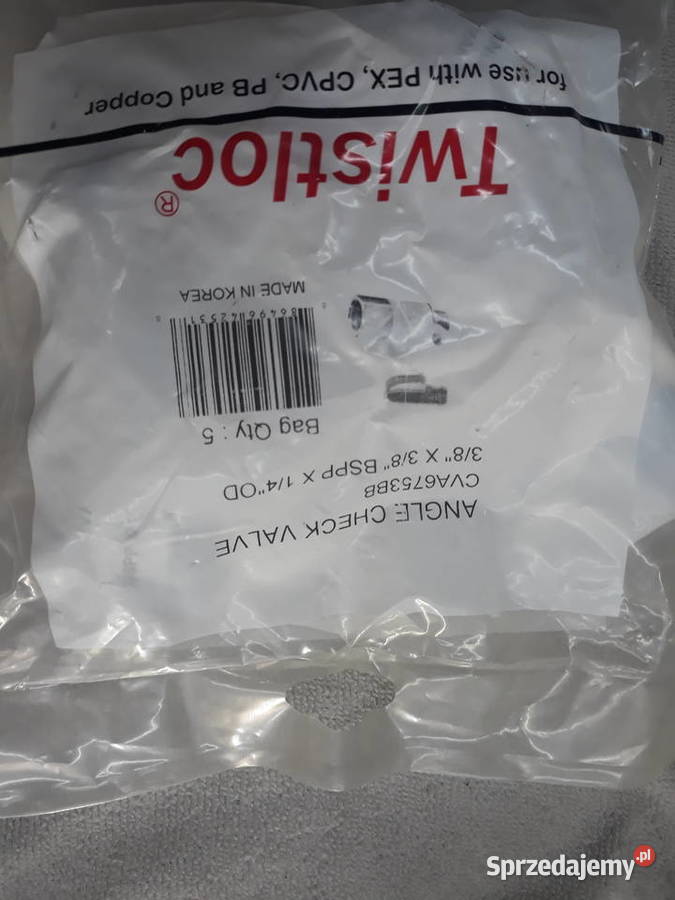 ANGLE CHECK VALVE
CVA6753BB
3/8" X 3/8" BSPP X 1/4"OD
Bag Qty : 5
MADE IN KOREA
Twistloc®
for use with PEX, CPVC, PB and Copper
Sprzedajemy.pl